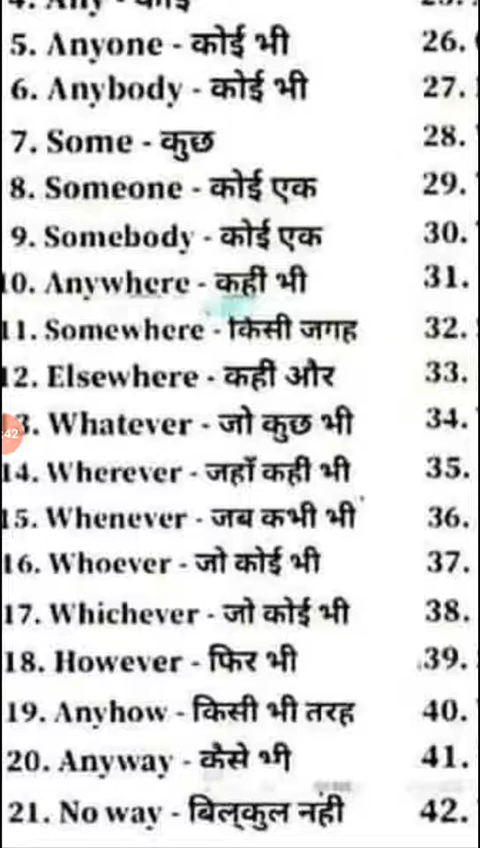 5. Anyone - कोई भी
6. Anybody - कोई भी
7. Some - कुछ
8. Someone - कोई एक
9. Somebody - कोई एक
10. Anywhere - कहीं भी
11. Somewhere - किसी जगह
12. Elsewhere - कहीं और
3. Whatever - जो कुछ भी
14. Wherever - जहाँ कही भी
15. Whenever - जब कभी भी
16. Whoever - जो कोई भी
17. Whichever - जो कोई भी
18. However - फिर भी
19. Anyhow - किसी भी तरह
20. Anyway - कैसे भी
21. No way - बिल्कुल नहीं
26.
27.
28.
29.
30.
31.
32.
33.
34.
35.
36.
37.
38.
39.
40.
41.
42.
:42